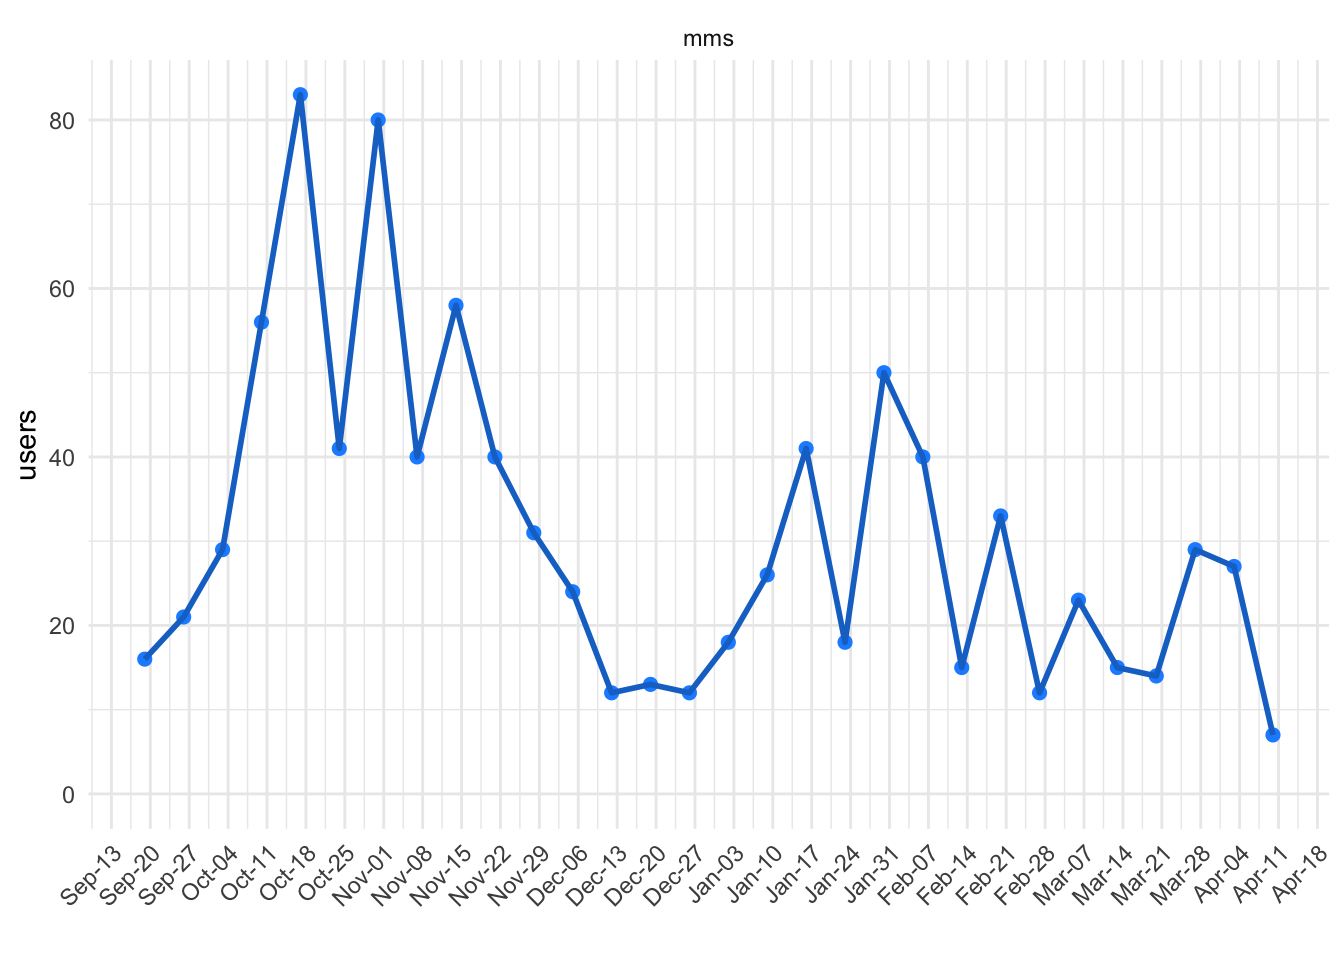 mms
users
80
60
40
20
0
Sep-13
Sep-20
Sep-27
Oct-04
Oct-11
Oct-18
Oct-25
Nov-01
Nov-08
Nov-15
Nov-22
Nov-29
Dec-06
Dec-13
Dec-20
Dec-27
Jan-03
Jan-10
Jan-17
Jan-24
Jan-31
Feb-07
Feb-14
Feb-21
Feb-28
Mar-07
Mar-14
Mar-21
Mar-28
Apr-04
Apr-11
Apr-18